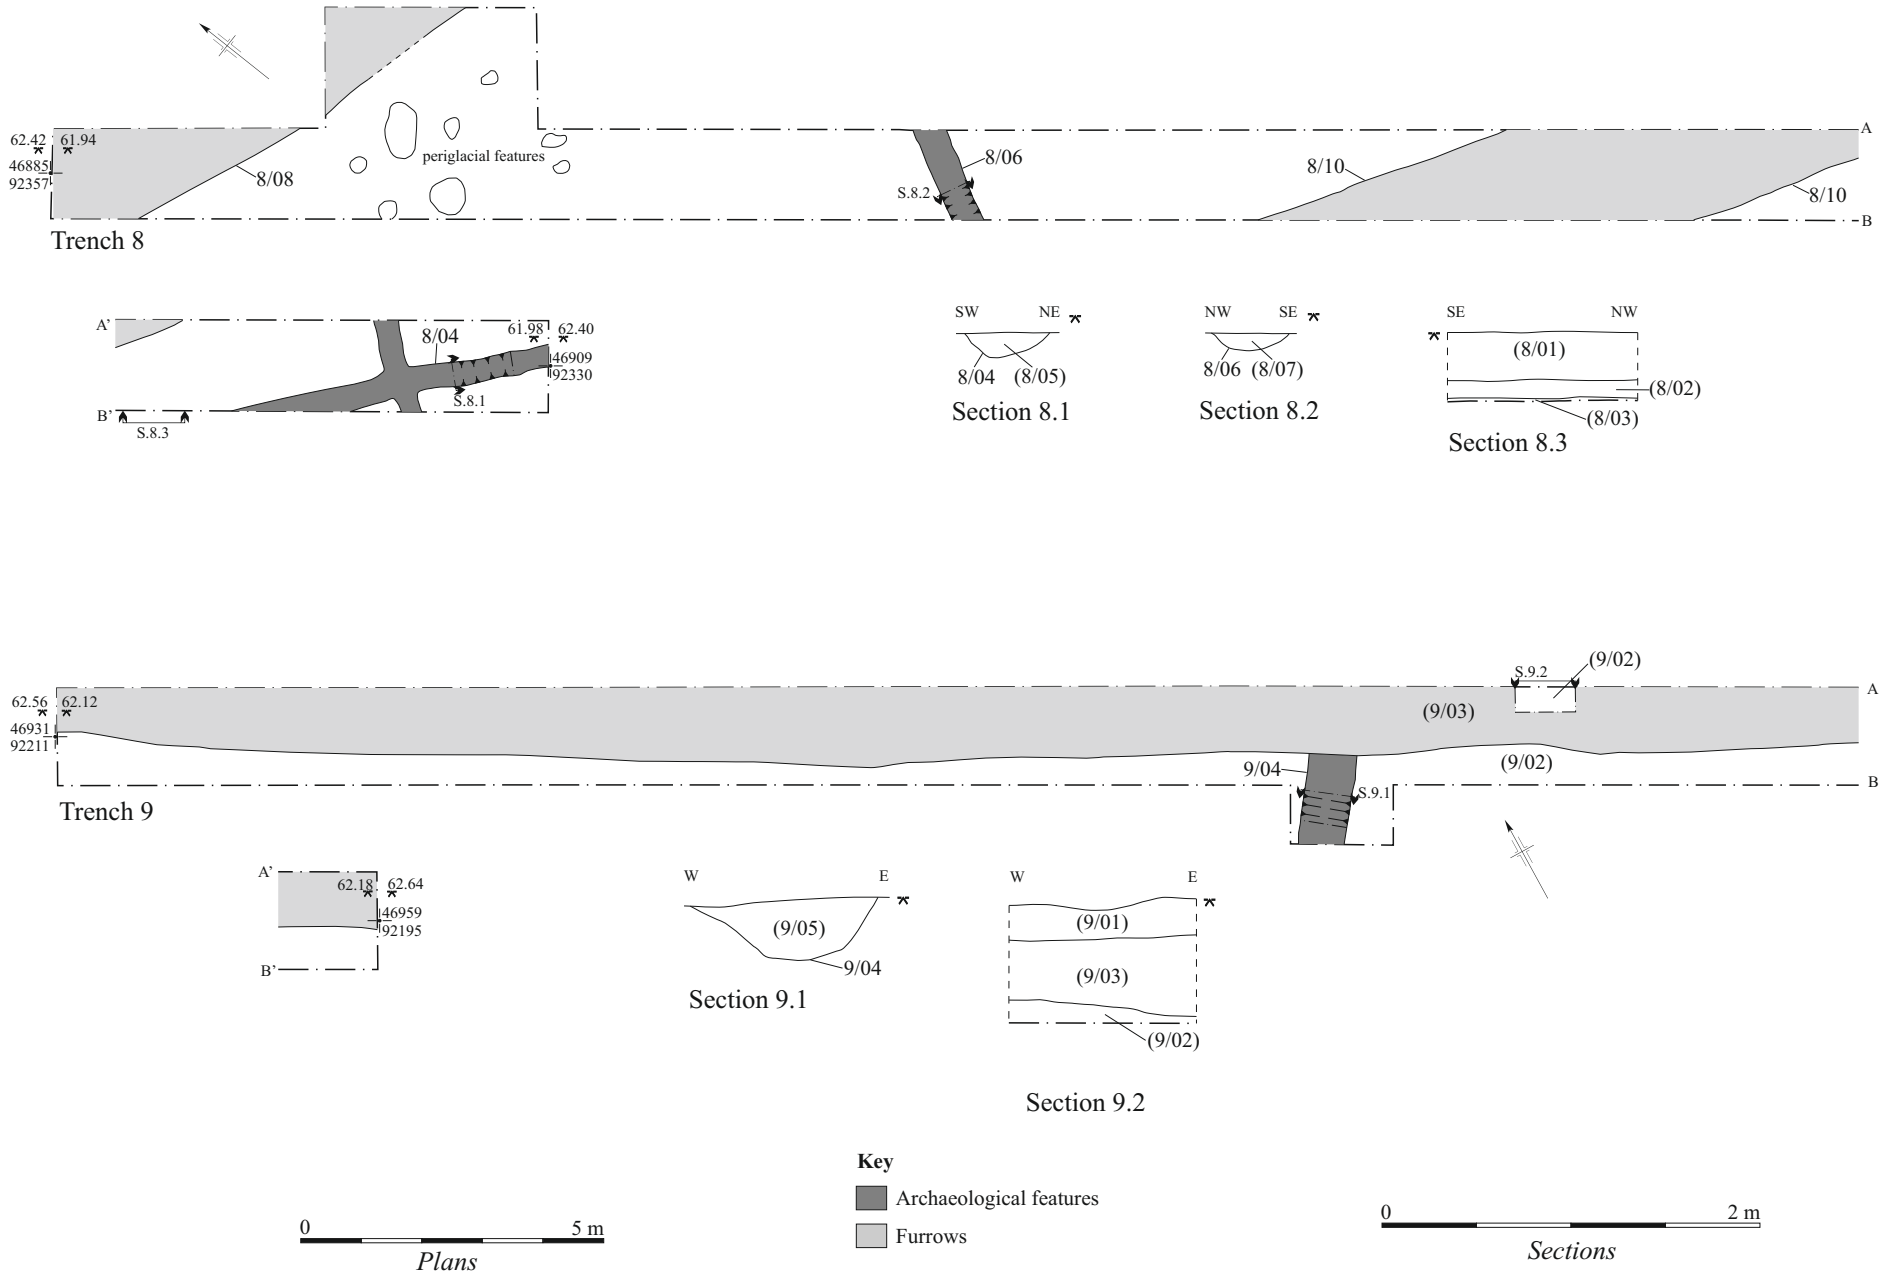 62.42 61.94
46885
92357
8/08
periglacial features
8/06
S.8.2
8/10
8/10
A
B
Trench 8
A'
B'
8/04
61.98 62.40
46909
92330
S.8.1
S.8.3
SW NE
8/04 (8/05)
Section 8.1
NW SE
8/06 (8/07)
Section 8.2
SE NW
(8/01)
(8/02)
(8/03)
Section 8.3
62.56 62.12
46931
92211
S.9.2
(9/02)
(9/03)
(9/02)
9/04
S.9.1
A
B
Trench 9
A'
B'
62.18 62.64
46959
92195
W E
(9/05)
9/04
Section 9.1
W E
(9/01)
(9/03)
(9/02)
Section 9.2
Key
Archaeological features
Furrows
0 5 m
Plans
0 2 m
Sections